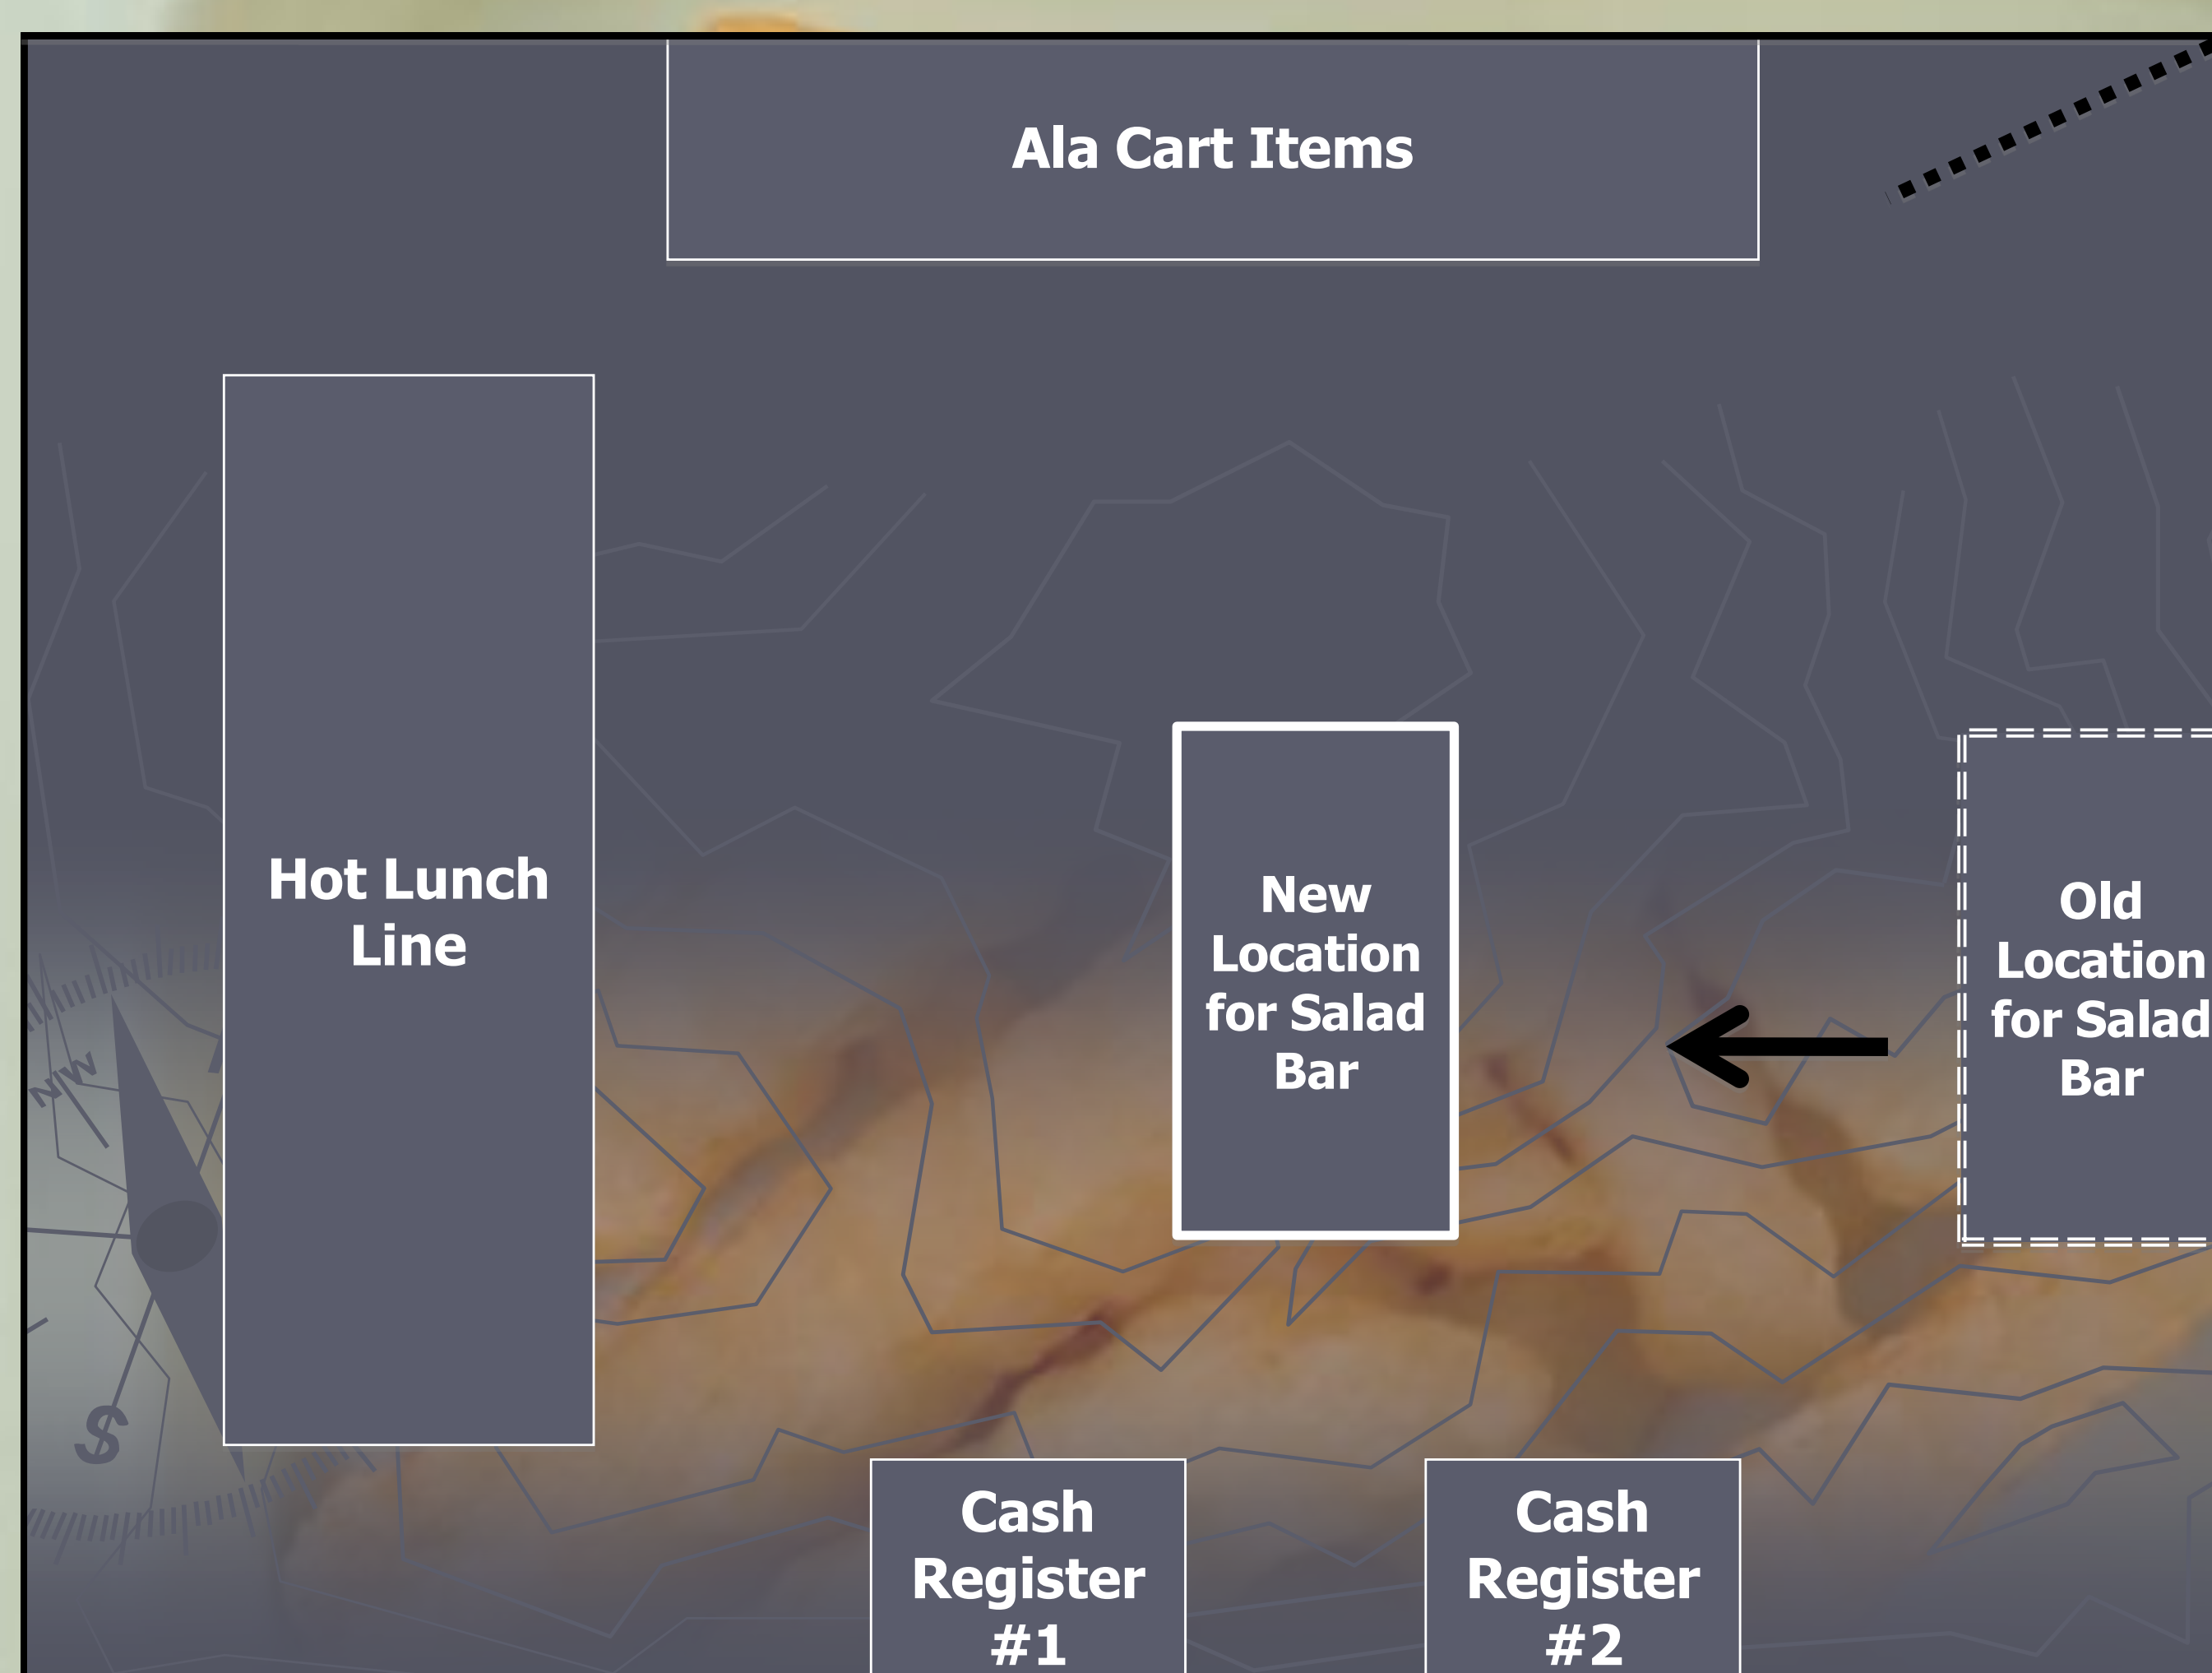 Ala Cart Items
Hot Lunch
Line
New
Location
for Salad
Bar
Old
Location
for Salad
Bar
NW
S
Cash
Register
#1
Cash
Register
#2